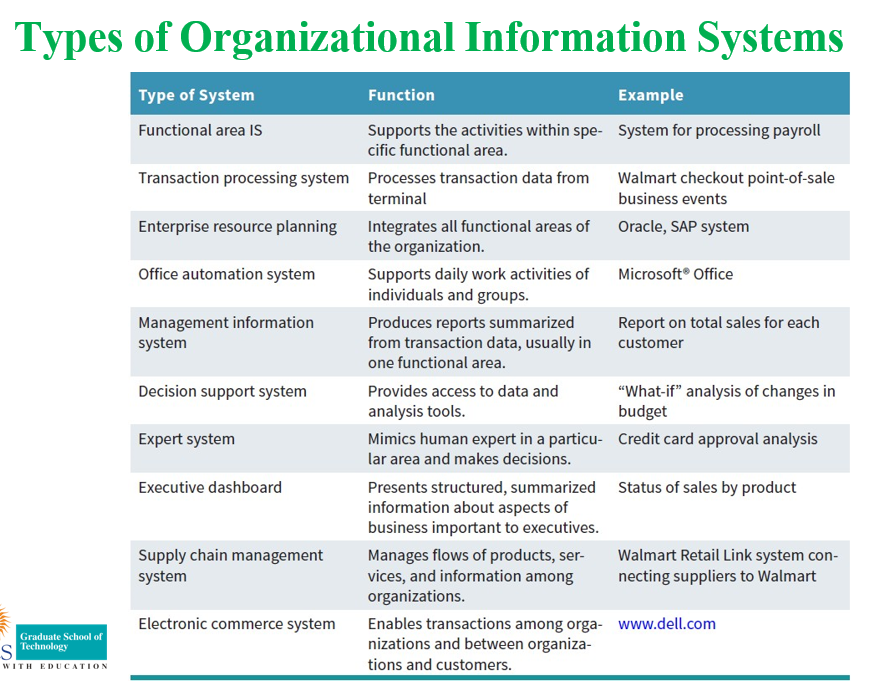 Types of Organizational Information Systems
Type of System Function Example
Functional area IS Supports the activities within spe- System for processing payroll
cific functional area.
Transaction processing system Processes transaction data from Walmart checkout point-of-sale
terminal business events
Enterprise resource planning Integrates all functional areas of Oracle, SAP system
the organization.
Office automation system Supports daily work activities of Microsoft® Office
individuals and groups.
Management information Produces reports summarized Report on total sales for each
system from transaction data, usually in customer
one functional area.
Decision support system Provides access to data and “What-if” analysis of changes in
analysis tools. budget
Expert system Mimics human expert in a particu- Credit card approval analysis
lar area and makes decisions.
Executive dashboard Presents structured, summarized Status of sales by product
information about aspects of
business important to executives.
Supply chain management Manages flows of products, ser- Walmart Retail Link system con-
system vices, and information among necting suppliers to Walmart
organizations.
Electronic commerce system Enables transactions among orga- www.dell.com
nizations and between organiza-
tions and customers.
Graduate School of
Technology
S
WITH EDUCATION